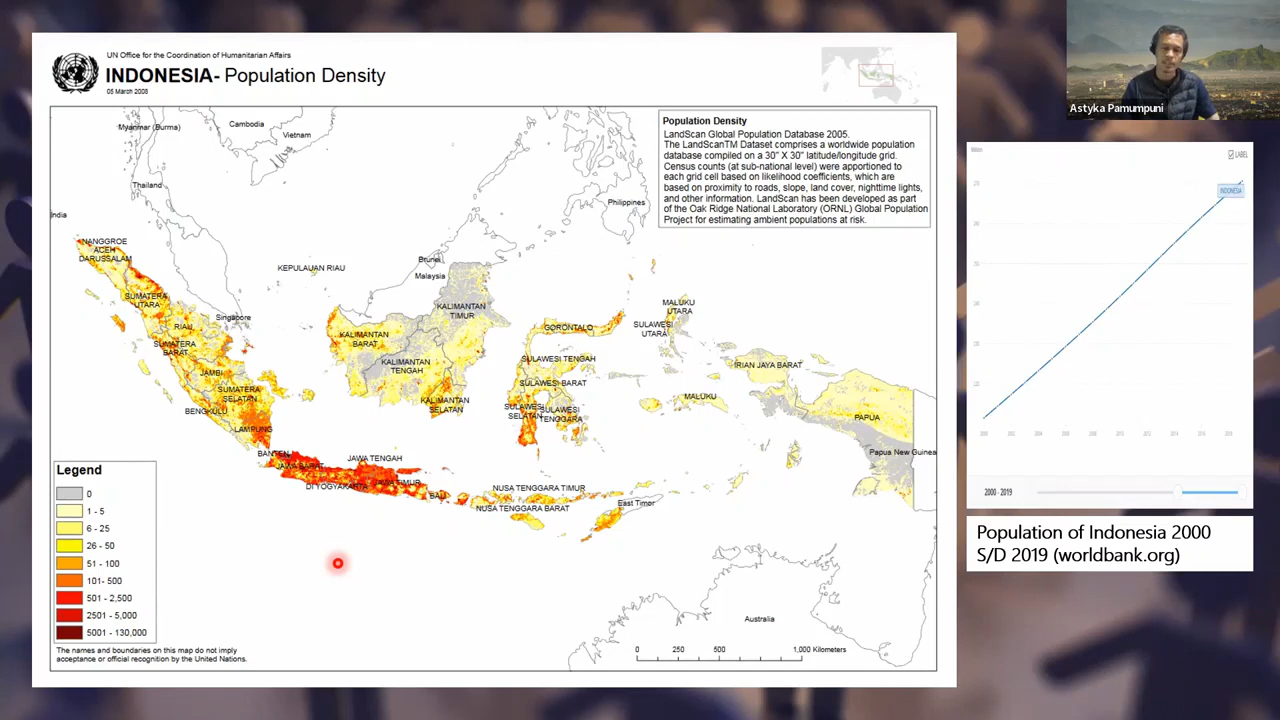 UN Office for the Coordination of Humanitarian Affairs
INDONESIA- Population Density
05 March 2008
Astyka Pamumpuni
Population Density
LandScan Global Population Database 2005.
The LandScanTM Dataset comprises a worldwide population
database compiled on a 30" X 30" latitude/longitude grid.
Census counts (at sub-national level) were apportioned to
each grid cell based on likelihood coefficients, which are
based on proximity to roads, slope, land cover, nighttime lights,
and other information. LandScan has been developed as part
of the Oak Ridge National Laboratory (ORNL) Global Population
Project for estimating ambient populations at risk.
Myanmar (Burma)
Cambodia
Vietnam
Thailand
India
Philippines
NANGGROE
ACEH
DARUSSALAM
KEPULAUAN RIAU
Brunei
Malaysia
SUMATERA
UTARA
Singapore
KALIMANTAN
TIMUR
MALUKU
UTARA
RIAU
GORONTALO
SULAWESI
UTARA
KALIMANTAN
BARAT
SUMATERA
BARAT
SULAWESI TENGAH
KALIMANTAN
TENGAH
IRIAN JAYA BARAT
JAMBI
SULAWESI BARAT
SUMATERA
SELATAN
KALIMANTAN
SELATAN
MALUKU
BENGKULU
SULAWESI
SELATAN
SULAWESI
TENGGARA
PAPUA
LAMPUNG
BANTEN
JAWA BARAT
JAWA TENGAH
Papua New Guinea
DI YOGYAKARTA
JAWA TIMUR
BALI
NUSA TENGGARA TIMUR
NUSA TENGGARA BARAT
East Timor
Australia
Legend
0
1 - 5
6 - 25
26 - 50
51 - 100
101- 500
501 - 2,500
2501 - 5,000
5001 - 130,000
The names and boundaries on this map do not imply
acceptance or official recognition by the United Nations.
0 250 500 1,000 Kilometers
LABEL
INDONESIA
2000 - 2019
Population of Indonesia 2000
S/D 2019 (worldbank.org)